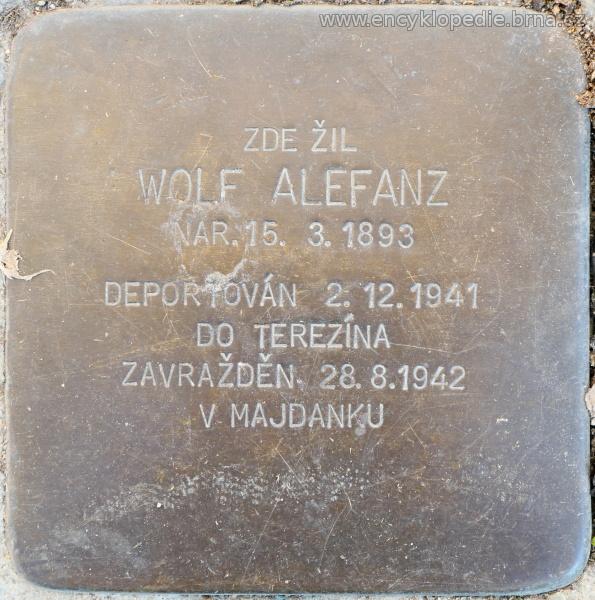 www.encyklopedie.brna.cz
ZDE ŽIL
WOLF ALEFANZ
NAR. 15. 3. 1893
DEPORTOVÁN 2. 12. 1941
DO TEREZÍNA
ZAVRAŽDĚN 28. 8. 1942
V MAJDANKU